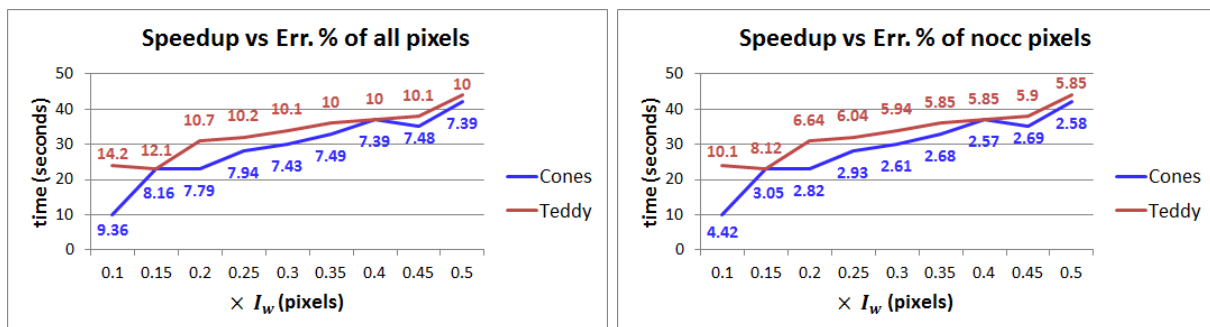 Speedup vs Err. % of all pixels
time (seconds)
50
40
30
20
10
0
14.2 12.1 10.7 10.2 10.1 10 10 10.1 10
9.36 8.16 7.79 7.94 7.43 7.49 7.39 7.48 7.39
Cones
Teddy
0.1 0.15 0.2 0.25 0.3 0.35 0.4 0.45 0.5
× I_w (pixels)
Speedup vs Err. % of nocc pixels
time (seconds)
50
40
30
20
10
0
10.1 8.12 6.64 6.04 5.94 5.85 5.85 5.9 5.85
4.42 3.05 2.82 2.93 2.61 2.68 2.57 2.69 2.58
Cones
Teddy
0.1 0.15 0.2 0.25 0.3 0.35 0.4 0.45 0.5
× I_w (pixels)